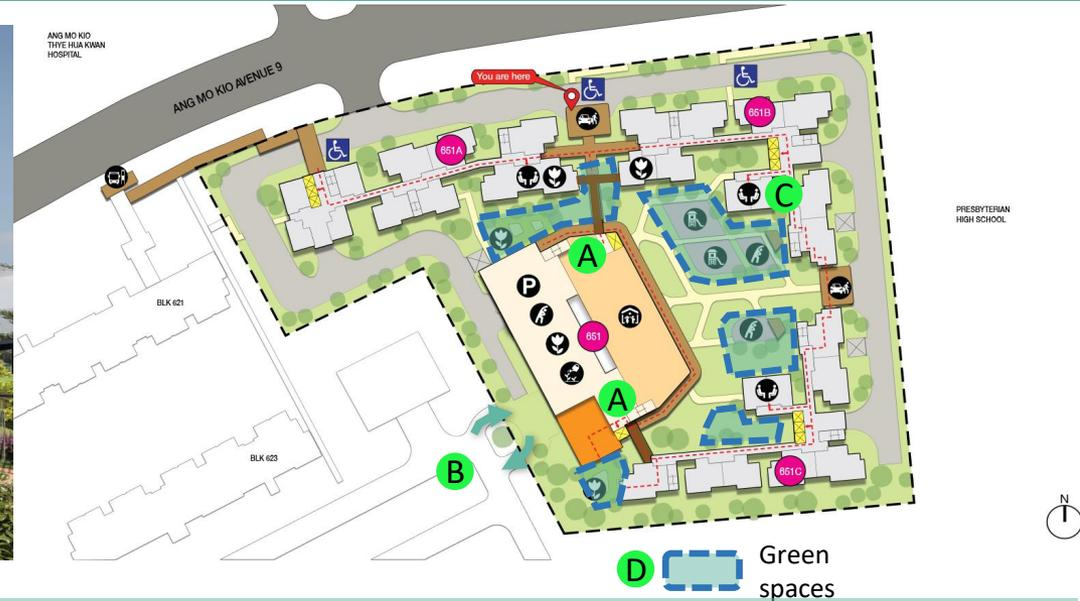 ANG MO KIO
THYE HUA KWAN
HOSPITAL
ANG MO KIO AVENUE 9
You are here
651B
651A
C
PRESBYTERIAN
HIGH SCHOOL
A
P
BLK 621
651
A
B
BLK 623
651C
N
D
Green
spaces